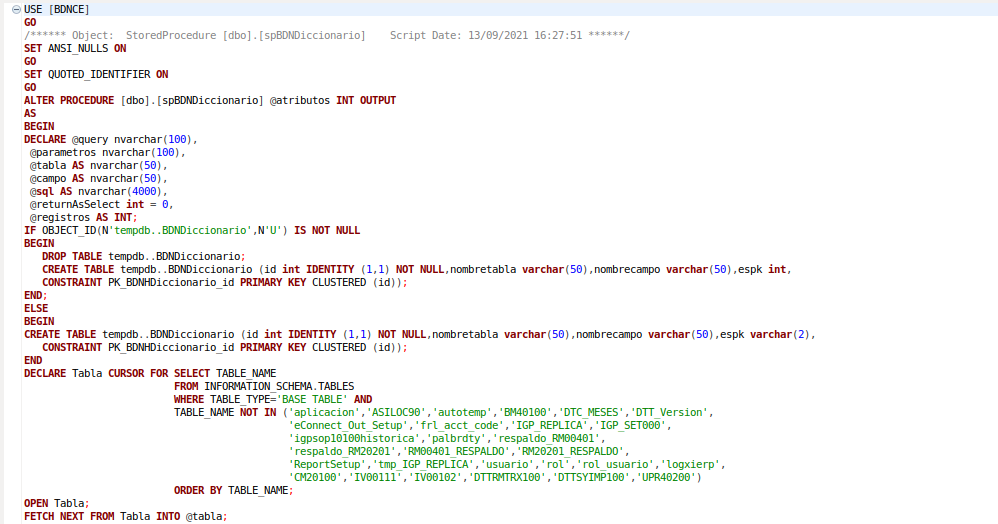 USE [BDNCE]
GO
/****** Object:  StoredProcedure [dbo].[spBDNDiccionario]    Script Date: 13/09/2021 16:27:51 ******/
SET ANSI_NULLS ON
GO
SET QUOTED_IDENTIFIER ON
GO
ALTER PROCEDURE [dbo].[spBDNDiccionario] @atributos INT OUTPUT
AS
BEGIN
DECLARE @query nvarchar(100),
 @parametros nvarchar(100),
 @tabla AS nvarchar(50),
 @campo AS nvarchar(50),
 @sql AS nvarchar(4000),
 @returnAsSelect int = 0,
 @registros AS INT;
IF OBJECT_ID(N'tempdb..BDNDiccionario',N'U') IS NOT NULL
BEGIN
   DROP TABLE tempdb..BDNDiccionario;
   CREATE TABLE tempdb..BDNDiccionario (id int IDENTITY (1,1) NOT NULL,nombretabla varchar(50),nombrecampo varchar(50),espk int,
   CONSTRAINT PK_BDNHDiccionario_id PRIMARY KEY CLUSTERED (id));
END;
ELSE
BEGIN
CREATE TABLE tempdb..BDNDiccionario (id int IDENTITY (1,1) NOT NULL,nombretabla varchar(50),nombrecampo varchar(50),espk varchar(2),
   CONSTRAINT PK_BDNHDiccionario_id PRIMARY KEY CLUSTERED (id));
END
DECLARE Tabla CURSOR FOR SELECT TABLE_NAME
                         FROM INFORMATION_SCHEMA.TABLES
                         WHERE TABLE_TYPE='BASE TABLE' AND
                         TABLE_NAME NOT IN ('aplicacion','ASILOC90','autotemp','BM40100','DTC_MESES','DTT_Version',
                                            'eConnect_Out_Setup','frl_acct_code','IGP_REPLICA','IGP_SET000',
                                            'igpsop10100historica','palbrdty','respaldo_RM00401',
                                            'respaldo_RM20201','RM00401_RESPALDO','RM20201_RESPALDO',
                                            'ReportSetup','tmp_IGP_REPLICA','usuario','rol','rol_usuario','logxierp',
                                            'CM20100','IV00111','IV00102','DTTRMTRX100','DTTSYIMP100','UPR40200')
                         ORDER BY TABLE_NAME;
OPEN Tabla;
FETCH NEXT FROM Tabla INTO @tabla;